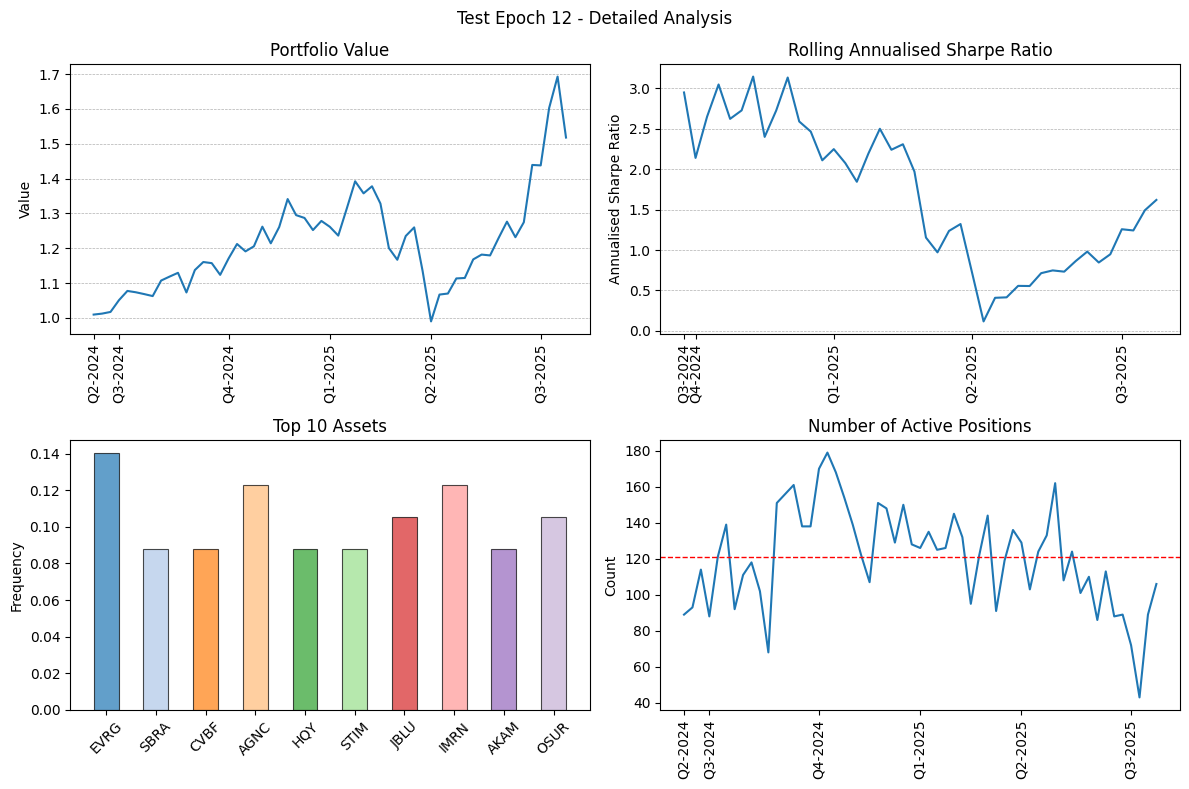 Test Epoch 12 - Detailed Analysis
Portfolio Value
Value
1.7
1.6
1.5
1.4
1.3
1.2
1.1
1.0
Q2-2024
Q3-2024
Q4-2024
Q1-2025
Q2-2025
Q3-2025
Rolling Annualised Sharpe Ratio
Annualised Sharpe Ratio
3.0
2.5
2.0
1.5
1.0
0.5
0.0
Q3-2024
Q4-2024
Q1-2025
Q2-2025
Q3-2025
Top 10 Assets
Frequency
0.14
0.12
0.10
0.08
0.06
0.04
0.02
0.00
EVRG
SBRA
CVBF
AGNC
HQY
STIM
JBLU
IMRN
AKAM
OSUR
Number of Active Positions
Count
180
160
140
120
100
80
60
40
Q2-2024
Q3-2024
Q4-2024
Q1-2025
Q2-2025
Q3-2025